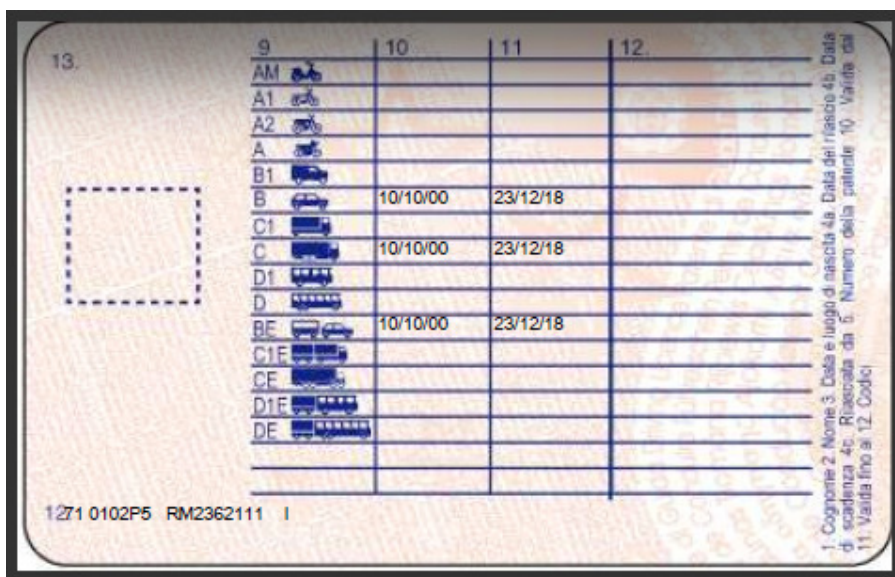 13.
9 10 11 12.
AM
A1
A2
A
B1
B 10/10/00 23/12/18
C1
C 10/10/00 23/12/18
D1
D
BE 10/10/00 23/12/18
C1E
CE
D1E
DE
12. 71 0102P5 RM2362111 I
1. Cognome 2. Nome 3. Data e luogo di nascita 4a. Data del rilascio 4b. Data
di scadenza 4c. Rilasciata da 5. Numero della patente 10. Valida dal
11. Valida fino al 12. Codici